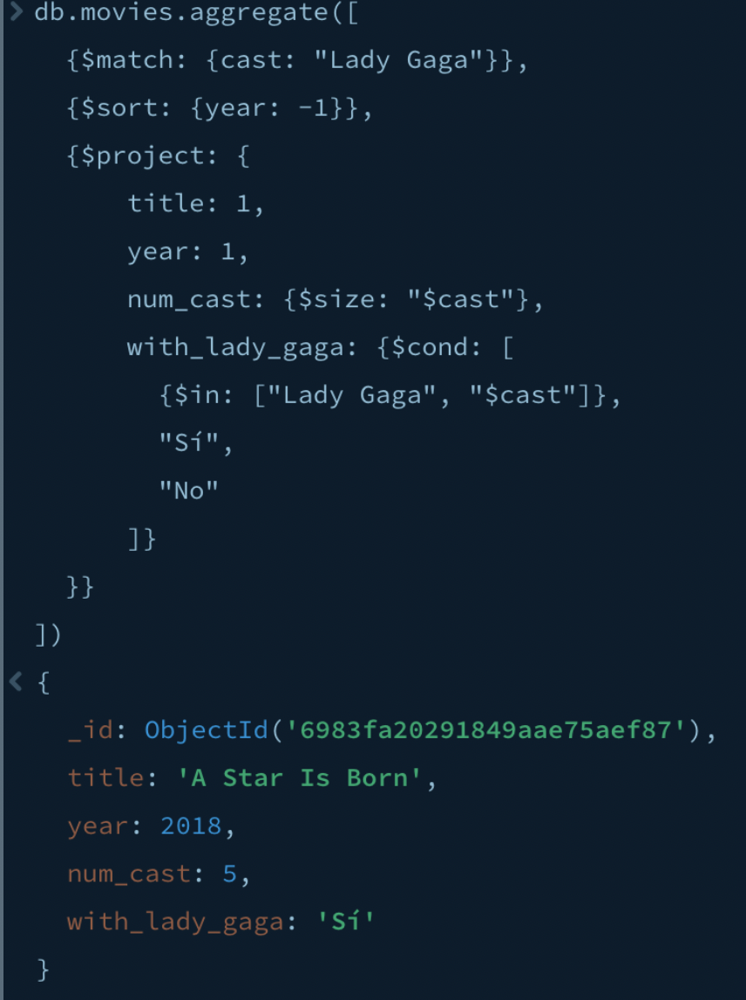 > db.movies.aggregate([
{$match: {cast: "Lady Gaga"}},
{$sort: {year: -1}},
{$project: {
title: 1,
year: 1,
num_cast: {$size: "$cast"},
with_lady_gaga: {$cond: [
{$in: ["Lady Gaga", "$cast"]},
"Sí",
"No"
]}
}}
])
< {
_id: ObjectId('6983fa20291849aae75aef87'),
title: 'A Star Is Born',
year: 2018,
num_cast: 5,
with_lady_gaga: 'Sí'
}